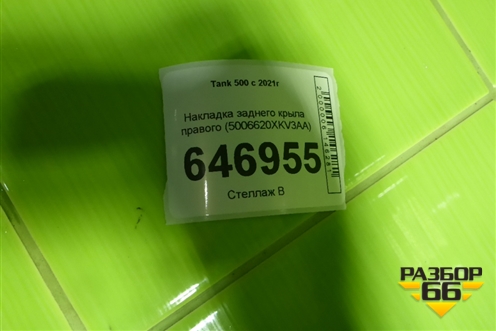 Tank 500 с 2021г
Накладка заднего крыла
правого (5006620XKV3AA)
646955
Стеллаж В
РАЗБОР
66